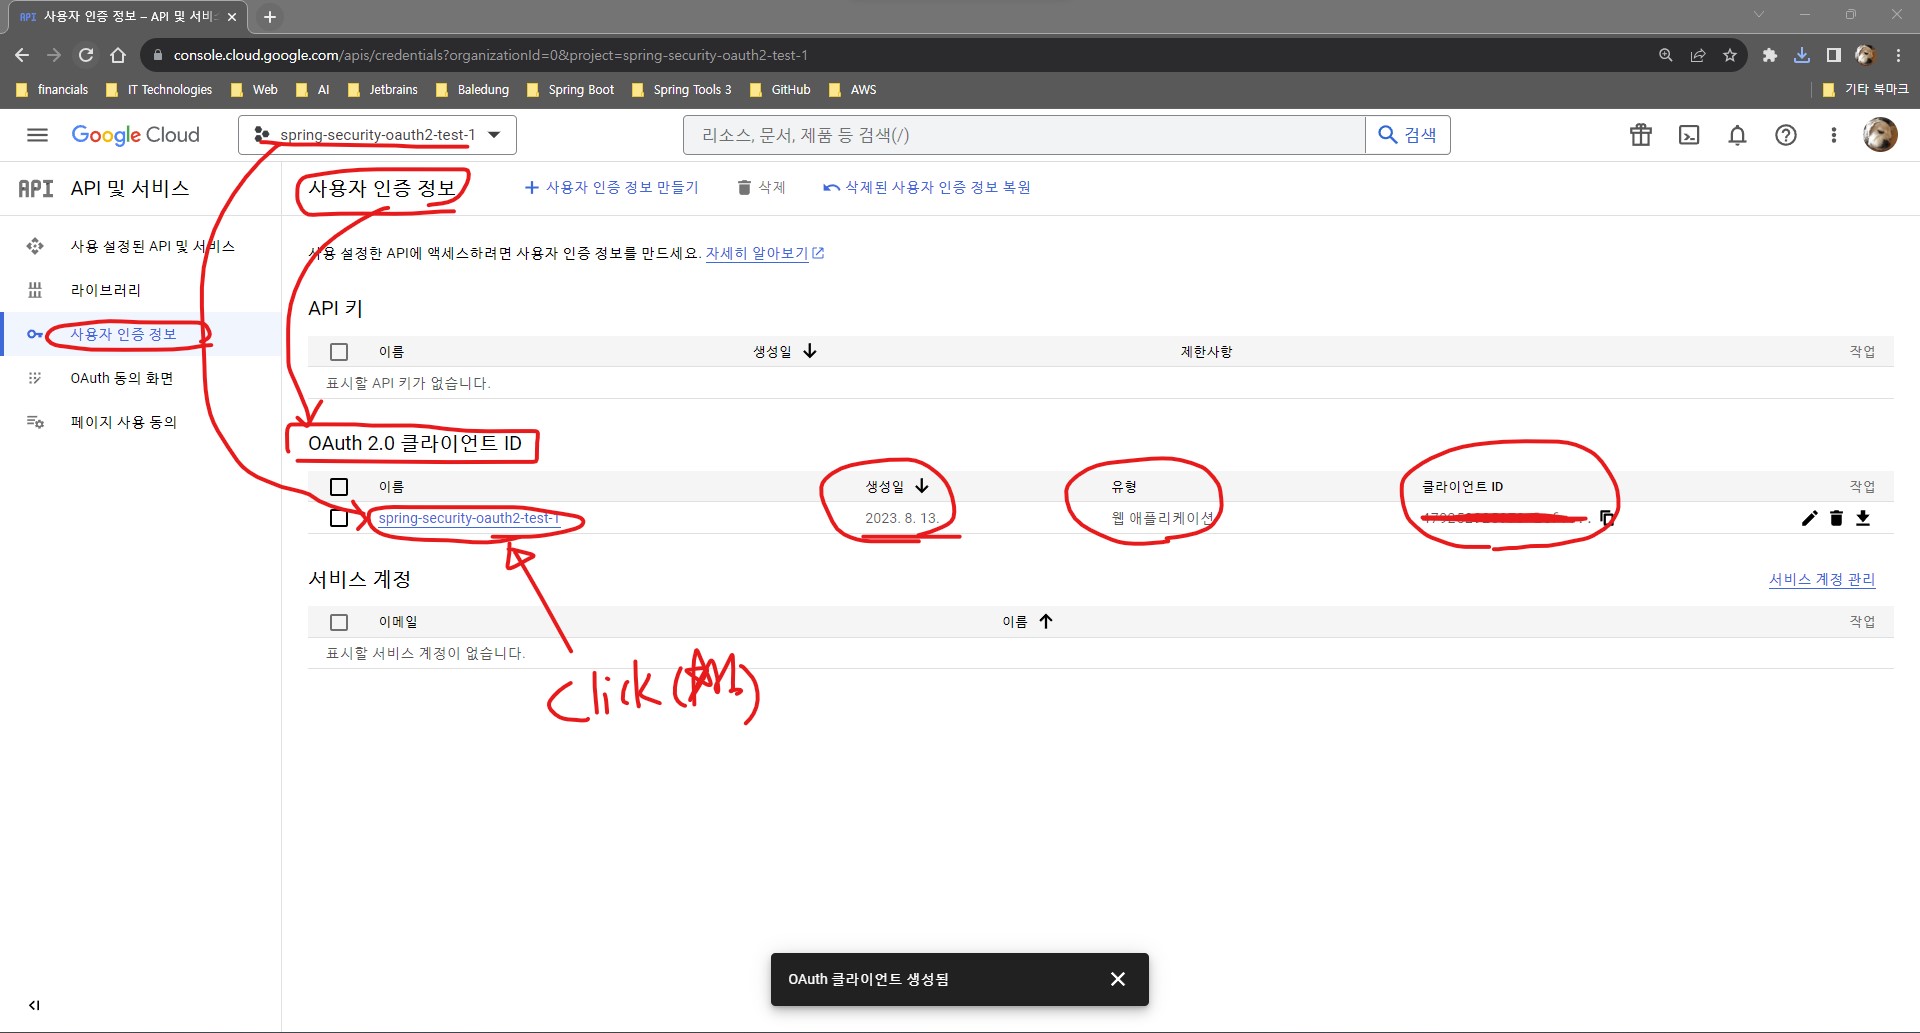 API 사용자 인증 정보 – API 및 서비스
console.cloud.google.com/apis/credentials?organizationId=0&project=spring-security-oauth2-test-1
financials IT Technologies Web AI Jetbrains Baledung Spring Boot Spring Tools 3 GitHub AWS 기타 북마크
Google Cloud spring-security-oauth2-test-1 리소스, 문서, 제품 등 검색(/) 검색
API API 및 서비스
사용 설정된 API 및 서비스
라이브러리
사용자 인증 정보
OAuth 동의 화면
페이지 사용 동의
사용자 인증 정보 사용자 인증 정보 만들기 삭제 삭제된 사용자 인증 정보 복원
사용 설정한 API에 액세스하려면 사용자 인증 정보를 만드세요. 자세히 알아보기
API 키
이름 생성일 제한사항 작업
표시할 API 키가 없습니다.
OAuth 2.0 클라이언트 ID
이름 생성일 유형 클라이언트 ID 작업
spring-security-oauth2-test-1 2023. 8. 13. 웹 애플리케이션
서비스 계정 서비스 계정 관리
이메일 이름 작업
표시할 서비스 계정이 없습니다.
Click
OAuth 클라이언트 생성됨